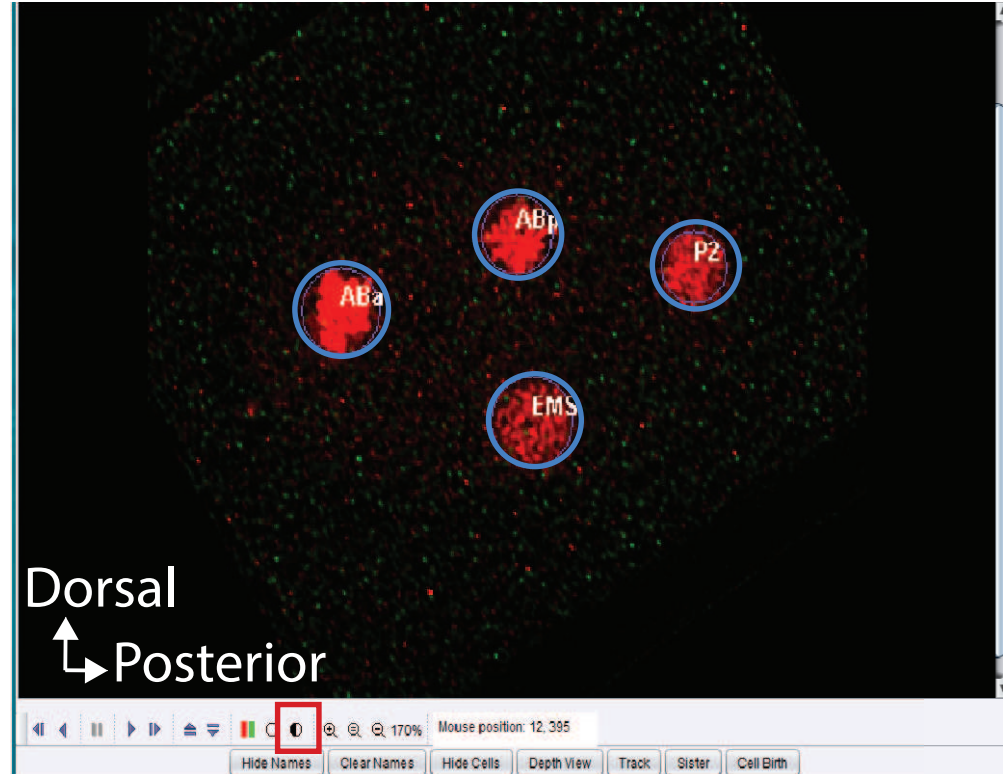 ABp
P2
ABa
EMS
Dorsal
Posterior
170% Mouse position: 12, 395
Hide Names Clear Names Hide Cells Depth View Track Sister Cell Birth